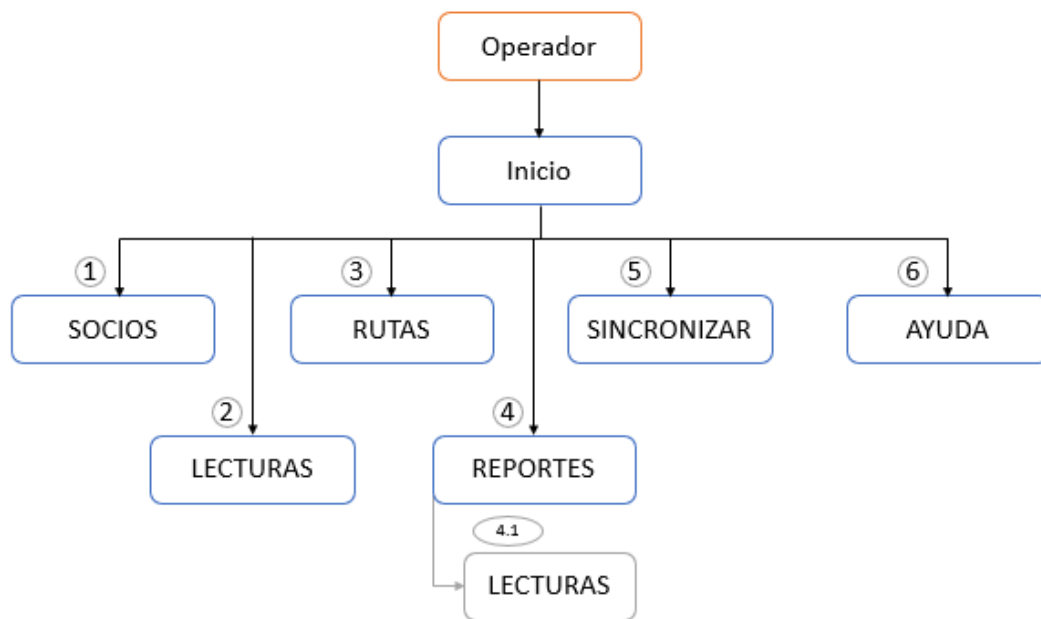 Operador
Inicio
1
3
5
6
SOCIOS
RUTAS
SINCRONIZAR
AYUDA
2
4
LECTURAS
REPORTES
4.1
LECTURAS